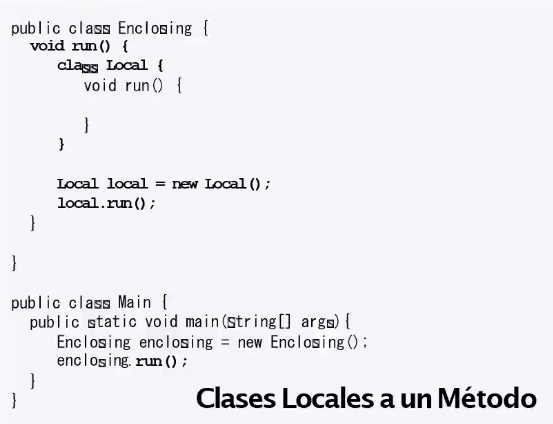 public class Enclosing {
void run() {
class Local {
void run() {
}
}
Local local = new Local();
local.run();
}
}
public class Main {
public static void main(String[] args){
Enclosing enclosing = new Enclosing();
enclosing.run();
}
}
Clases Locales a un Método